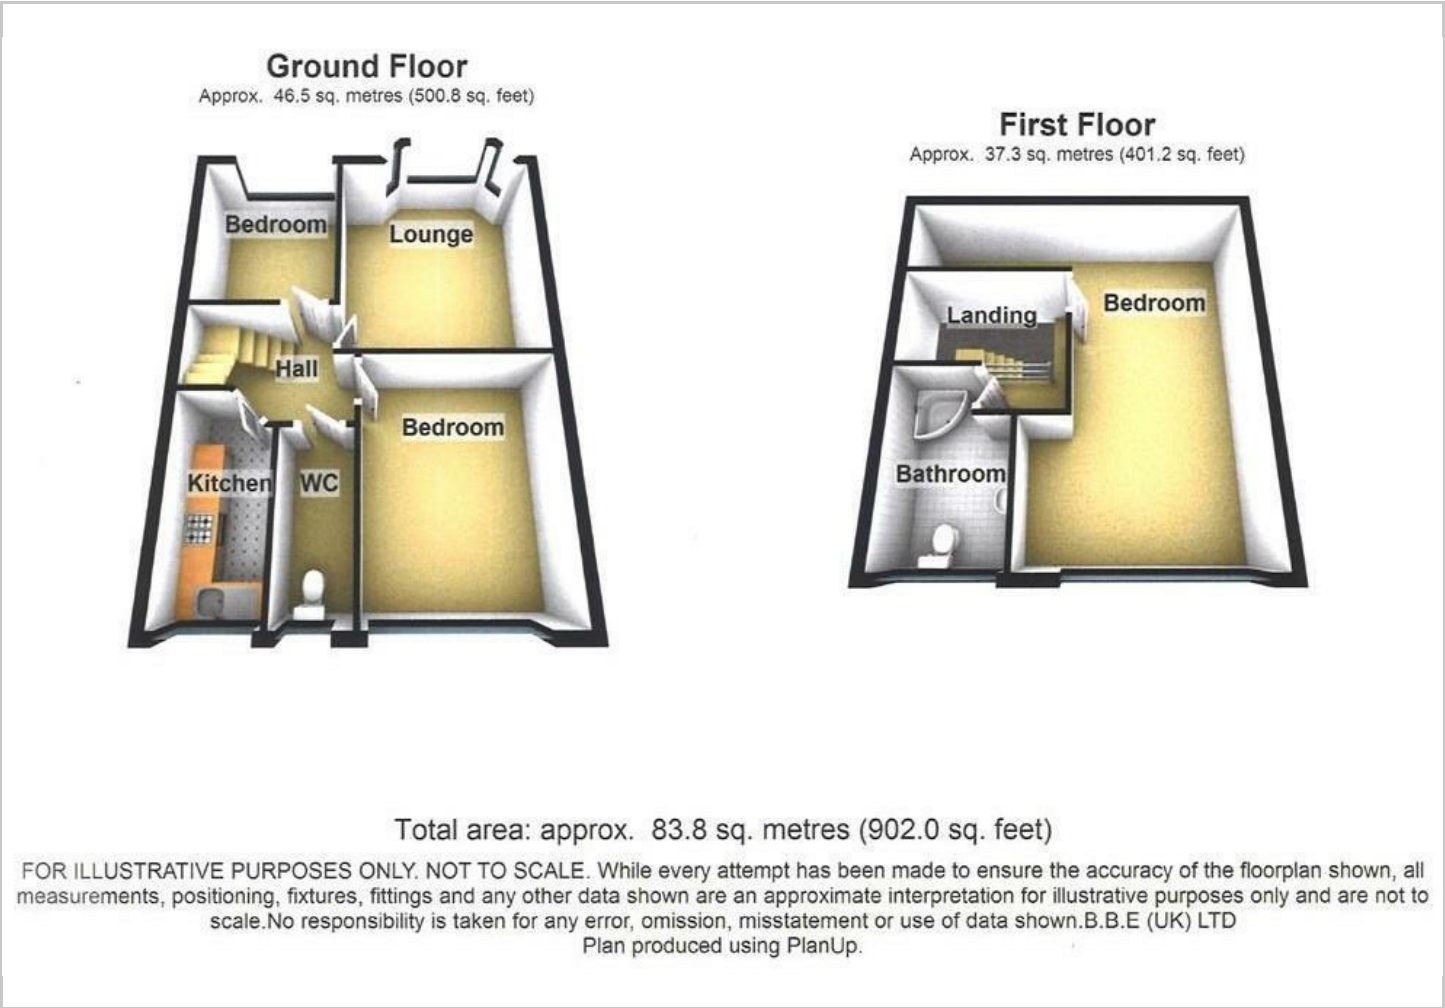 Ground Floor
Approx. 46.5 sq. metres (500.8 sq. feet)
Bedroom
Lounge
Hall
Bedroom
Kitchen
WC
First Floor
Approx. 37.3 sq. metres (401.2 sq. feet)
Landing
Bedroom
Bathroom
Total area: approx. 83.8 sq. metres (902.0 sq. feet)
FOR ILLUSTRATIVE PURPOSES ONLY. NOT TO SCALE. While every attempt has been made to ensure the accuracy of the floorplan shown, all
measurements, positioning, fixtures, fittings and any other data shown are an approximate interpretation for illustrative purposes only and are not to
scale.No responsibility is taken for any error, omission, misstatement or use of data shown.B.B.E (UK) LTD
Plan produced using PlanUp.